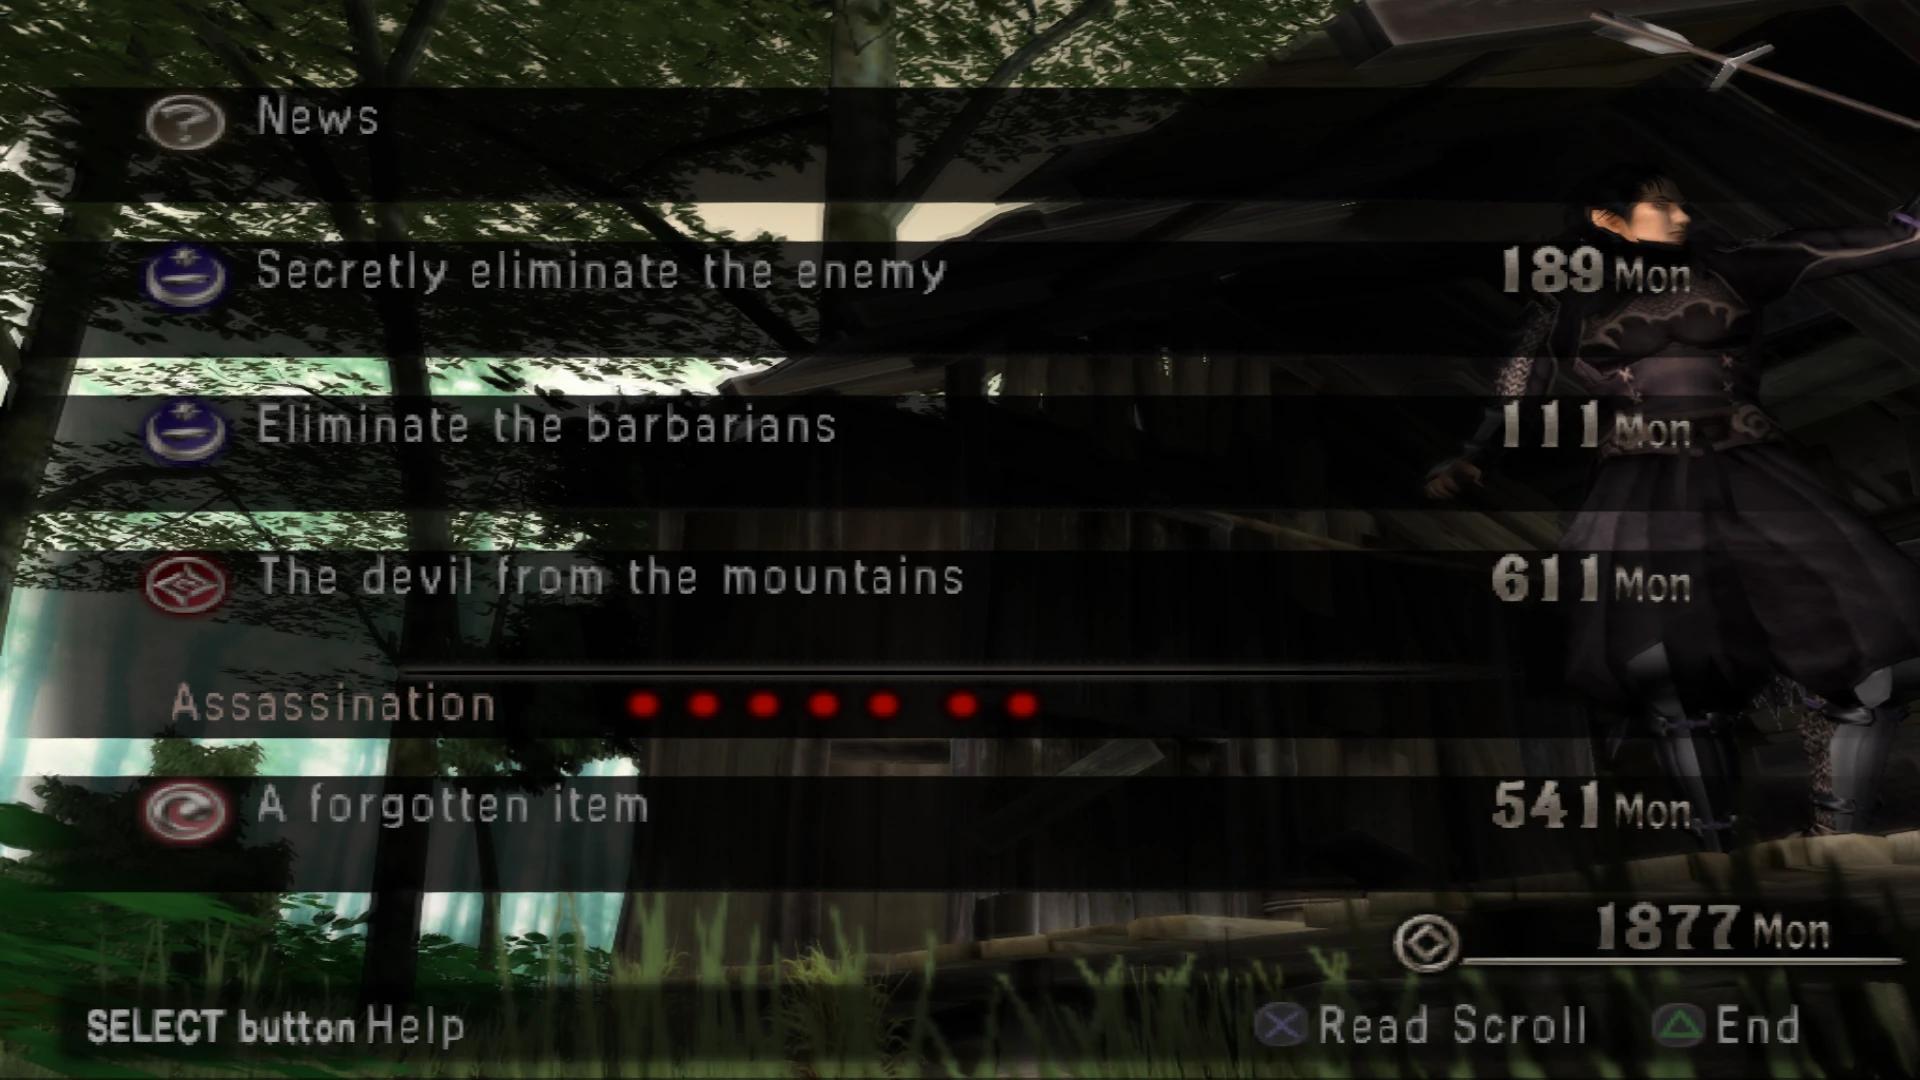 News
Secretly eliminate the enemy 189 Mon
Eliminate the barbarians 111 Mon
The devil from the mountains 611 Mon
Assassination
A forgotten item 541 Mon
1877 Mon
SELECT button Help Read Scroll End